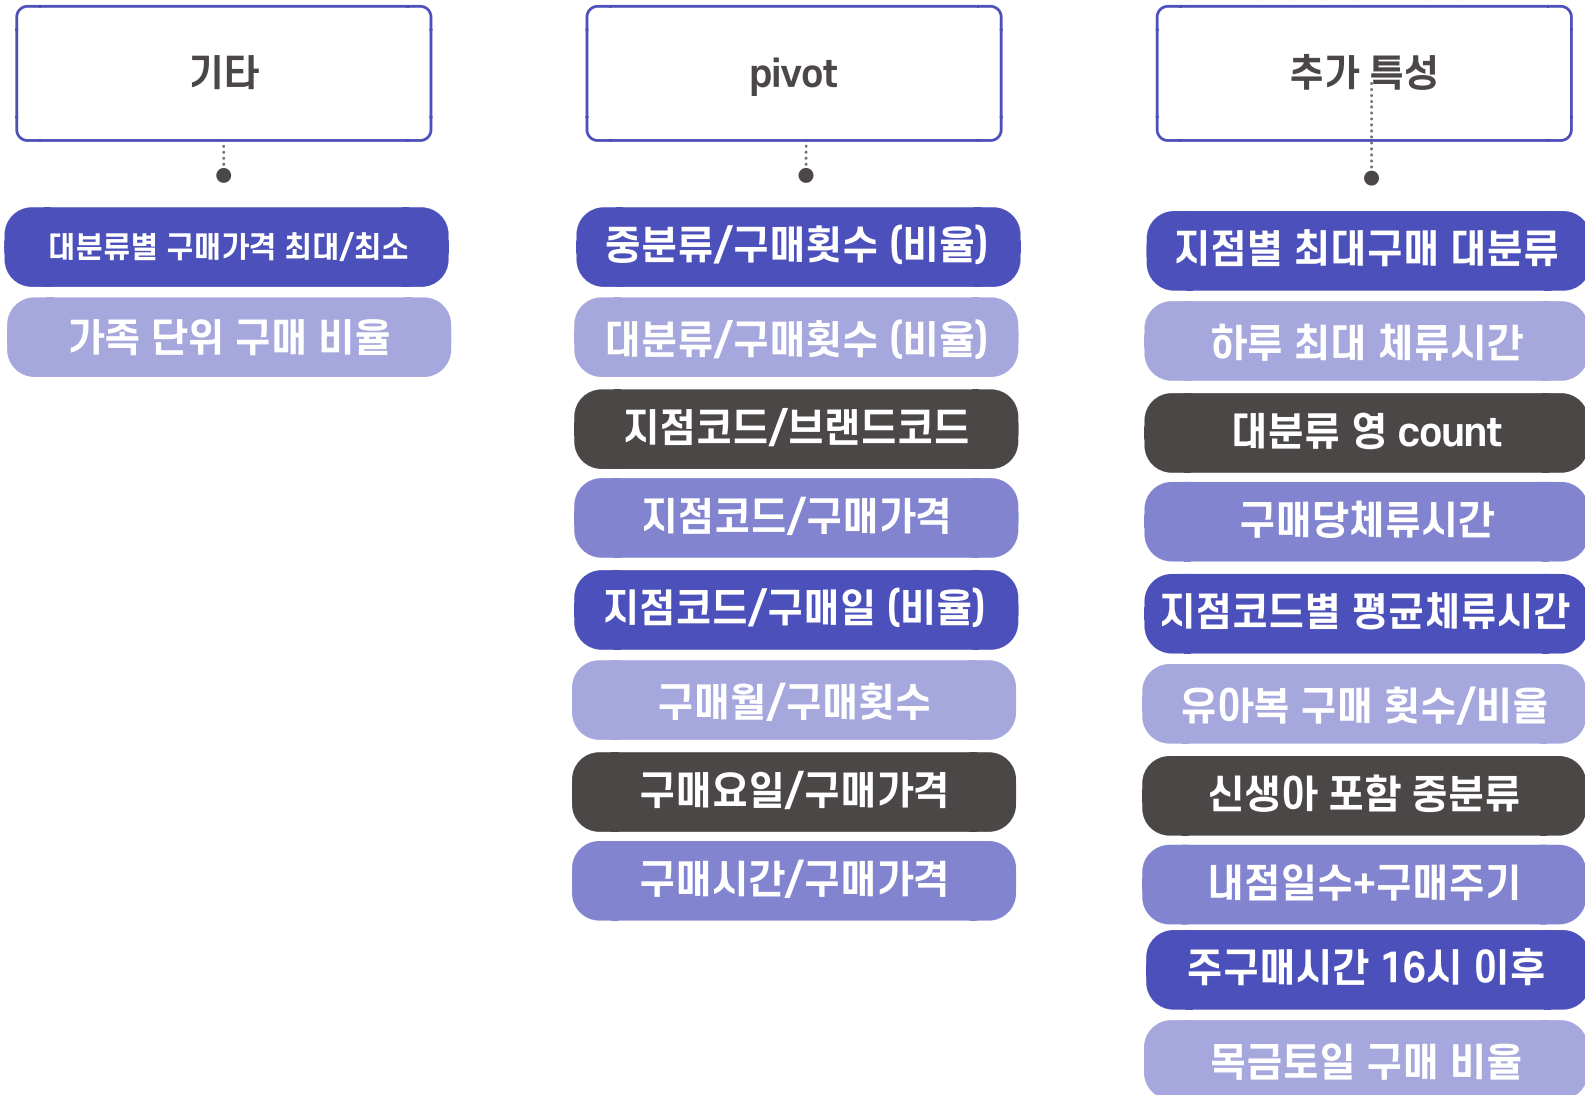 기타
대분류별 구매가격 최대/최소
가족 단위 구매 비율
pivot
중분류/구매횟수 (비율)
대분류/구매횟수 (비율)
지점코드/브랜드코드
지점코드/구매가격
지점코드/구매일 (비율)
구매월/구매횟수
구매요일/구매가격
구매시간/구매가격
추가 특성
지점별 최대구매 대분류
하루 최대 체류시간
대분류 영 count
구매당체류시간
지점코드별 평균체류시간
유아복 구매 횟수/비율
신생아 포함 중분류
내점일수+구매주기
주구매시간 16시 이후
목금토일 구매 비율